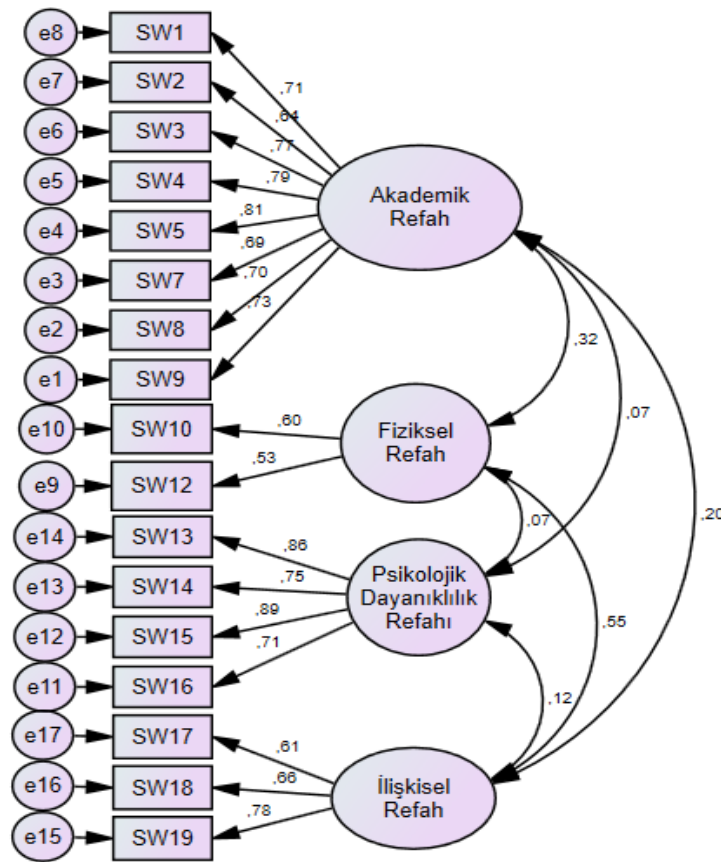 e8
SW1
,71
e7
SW2
,64
e6
SW3
,77
e5
SW4
,79
e4
SW5
,81
e3
SW7
,69
e2
SW8
,70
e1
SW9
,73
Akademik
Refah
,32
,07
,20
e10
SW10
,60
e9
SW12
,53
Fiziksel
Refah
,07
,55
e14
SW13
,86
e13
SW14
,75
e12
SW15
,89
e11
SW16
,71
Psikolojik
Dayanıklılık
Refahı
,12
e17
SW17
,61
e16
SW18
,66
e15
SW19
,78
İlişkisel
Refah